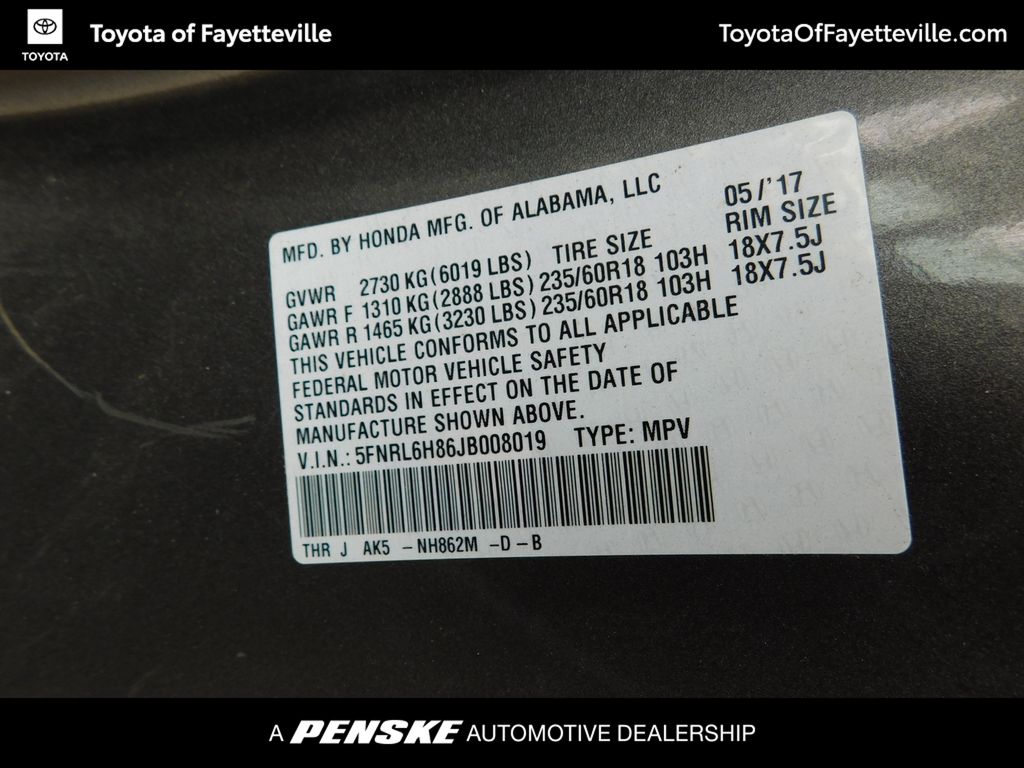 TOYOTA
Toyota of Fayetteville
ToyotaOfFayetteville.com
MFD. BY HONDA MFG. OF ALABAMA, LLC 05/'17
GVWR 2730 KG(6019 LBS) TIRE SIZE RIM SIZE
GAWR F 1310 KG(2888 LBS) 235/60R18 103H 18X7.5J
GAWR R 1465 KG(3230 LBS) 235/60R18 103H 18X7.5J
THIS VEHICLE CONFORMS TO ALL APPLICABLE
FEDERAL MOTOR VEHICLE SAFETY
STANDARDS IN EFFECT ON THE DATE OF
MANUFACTURE SHOWN ABOVE.
V.I.N.: 5FNRL6H86JB008019 TYPE: MPV
THR J AK5 -NH862M -D-B
A PENSKE AUTOMOTIVE DEALERSHIP